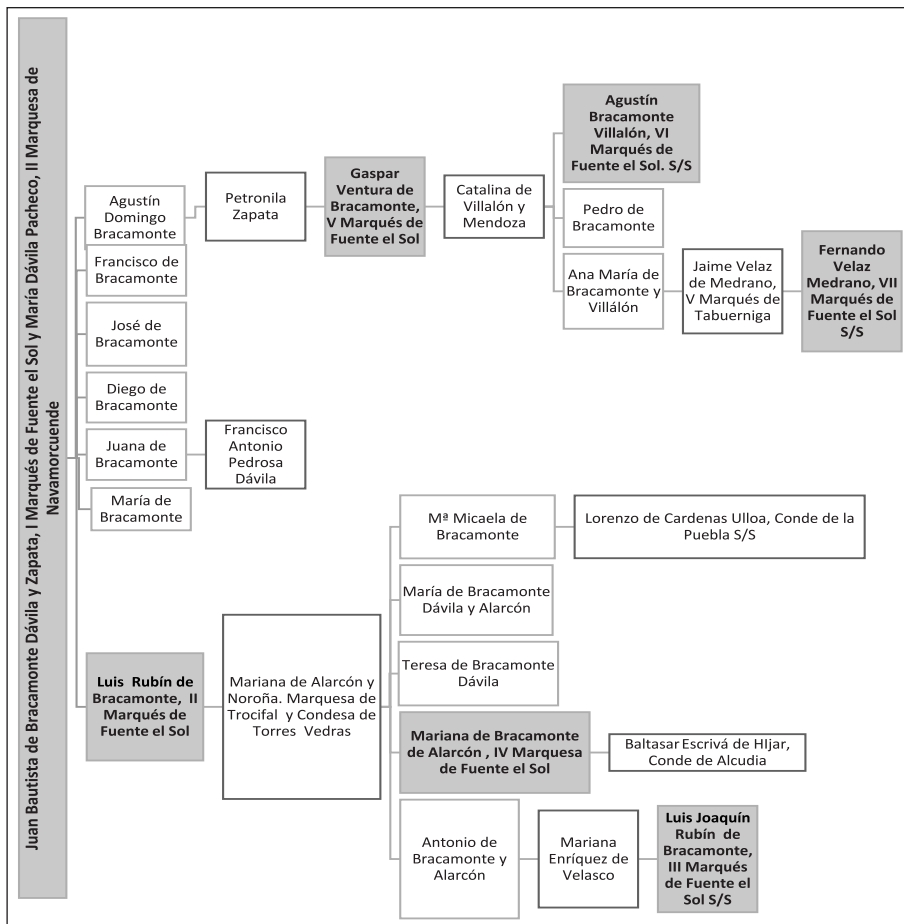 Juan Bautista de Bracamonte Dávila y Zapata, I Marqués de Fuente el Sol y María Dávila Pacheco, II Marquesa de
Navamorcuende
Agustín
Domingo
Bracamonte
Petronila
Zapata
Gaspar
Ventura de
Bracamonte,
V Marqués de
Fuente el Sol
Catalina de
Villalón y
Mendoza
Agustín
Bracamonte
Villalón, VI
Marqués de
Fuente el Sol. S/S
Pedro de
Bracamonte
Ana María de
Bracamonte y
Villálón
Jaime Velaz
de Medrano,
V Marqués de
Tabuerniga
Fernando
Velaz
Medrano, VII
Marqués de
Fuente el Sol
S/S
Francisco de
Bracamonte
José de
Bracamonte
Diego de
Bracamonte
Juana de
Bracamonte
Francisco
Antonio
Pedrosa
Dávila
María de
Bracamonte
Luis Rubín de
Bracamonte, II
Marqués de
Fuente el Sol
Mariana de Alarcón y
Noroña. Marquesa de
Trocifal y Condesa de
Torres Vedras
Mª Micaela de
Bracamonte
Lorenzo de Cardenas Ulloa, Conde de la
Puebla S/S
María de Bracamonte
Dávila y Alarcón
Teresa de Bracamonte
Dávila
Mariana de Bracamonte
de Alarcón , IV Marquesa
de Fuente el Sol
Baltasar Escrivá de HIjar,
Conde de Alcudia
Antonio de
Bracamonte y
Alarcón
Mariana
Enríquez de
Velasco
Luis Joaquín
Rubín de
Bracamonte,
III Marqués
de Fuente el
Sol S/S